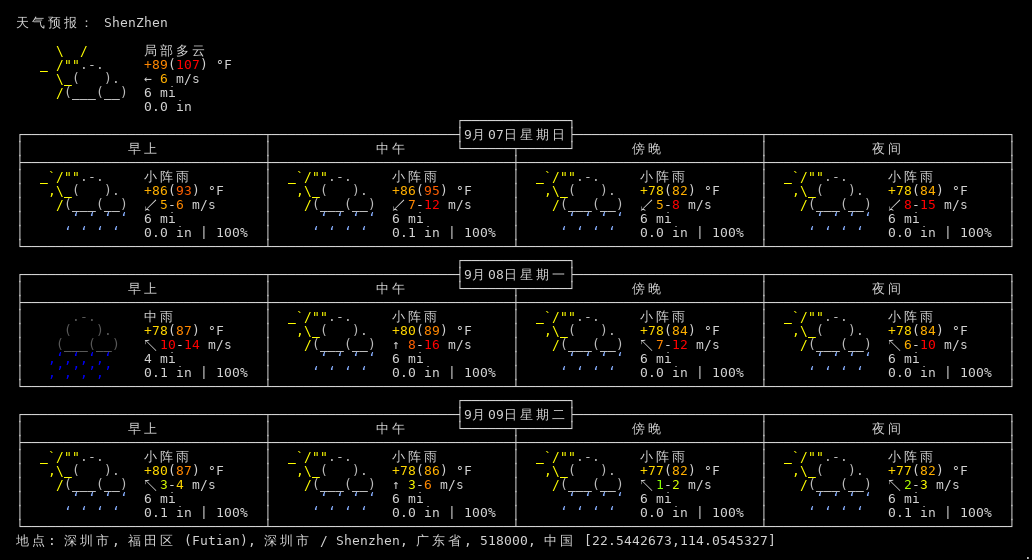 天气预报： ShenZhen
局部多云
+89(107) °F
← 6 m/s
6 mi
0.0 in
9月07日星期日
早上 中午 傍晚 夜间
小阵雨 小阵雨 小阵雨 小阵雨
+86(93) °F +86(95) °F +78(82) °F +78(84) °F
↙ 5-6 m/s ↙ 7-12 m/s ↙ 5-8 m/s ↙ 8-15 m/s
6 mi 6 mi 6 mi 6 mi
0.0 in | 100% 0.1 in | 100% 0.0 in | 100% 0.0 in | 100%
9月08日星期一
早上 中午 傍晚 夜间
中雨 小阵雨 小阵雨 小阵雨
+78(87) °F +80(89) °F +78(84) °F +78(84) °F
↖ 10-14 m/s ↑ 8-16 m/s ↖ 7-12 m/s ↖ 6-10 m/s
4 mi 6 mi 6 mi 6 mi
0.1 in | 100% 0.0 in | 100% 0.0 in | 100% 0.0 in | 100%
9月09日星期二
早上 中午 傍晚 夜间
小阵雨 小阵雨 小阵雨 小阵雨
+80(87) °F +78(86) °F +77(82) °F +77(82) °F
↖ 3-4 m/s ↑ 3-6 m/s ↖ 1-2 m/s ↖ 2-3 m/s
6 mi 6 mi 6 mi 6 mi
0.1 in | 100% 0.0 in | 100% 0.0 in | 100% 0.1 in | 100%
地点: 深圳市, 福田区 (Futian), 深圳市 / Shenzhen, 广东省, 518000, 中国 [22.5442673,114.0545327]